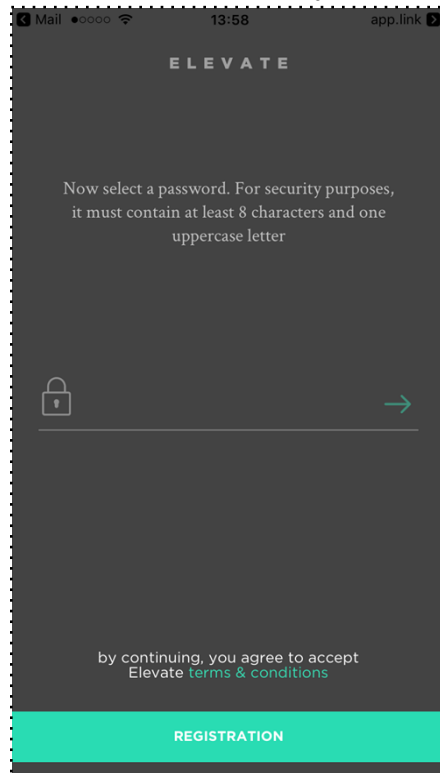 Mail 13:58 app.link
ELEVATE
Now select a password. For security purposes,
it must contain at least 8 characters and one
uppercase letter
by continuing, you agree to accept
Elevate terms & conditions
REGISTRATION